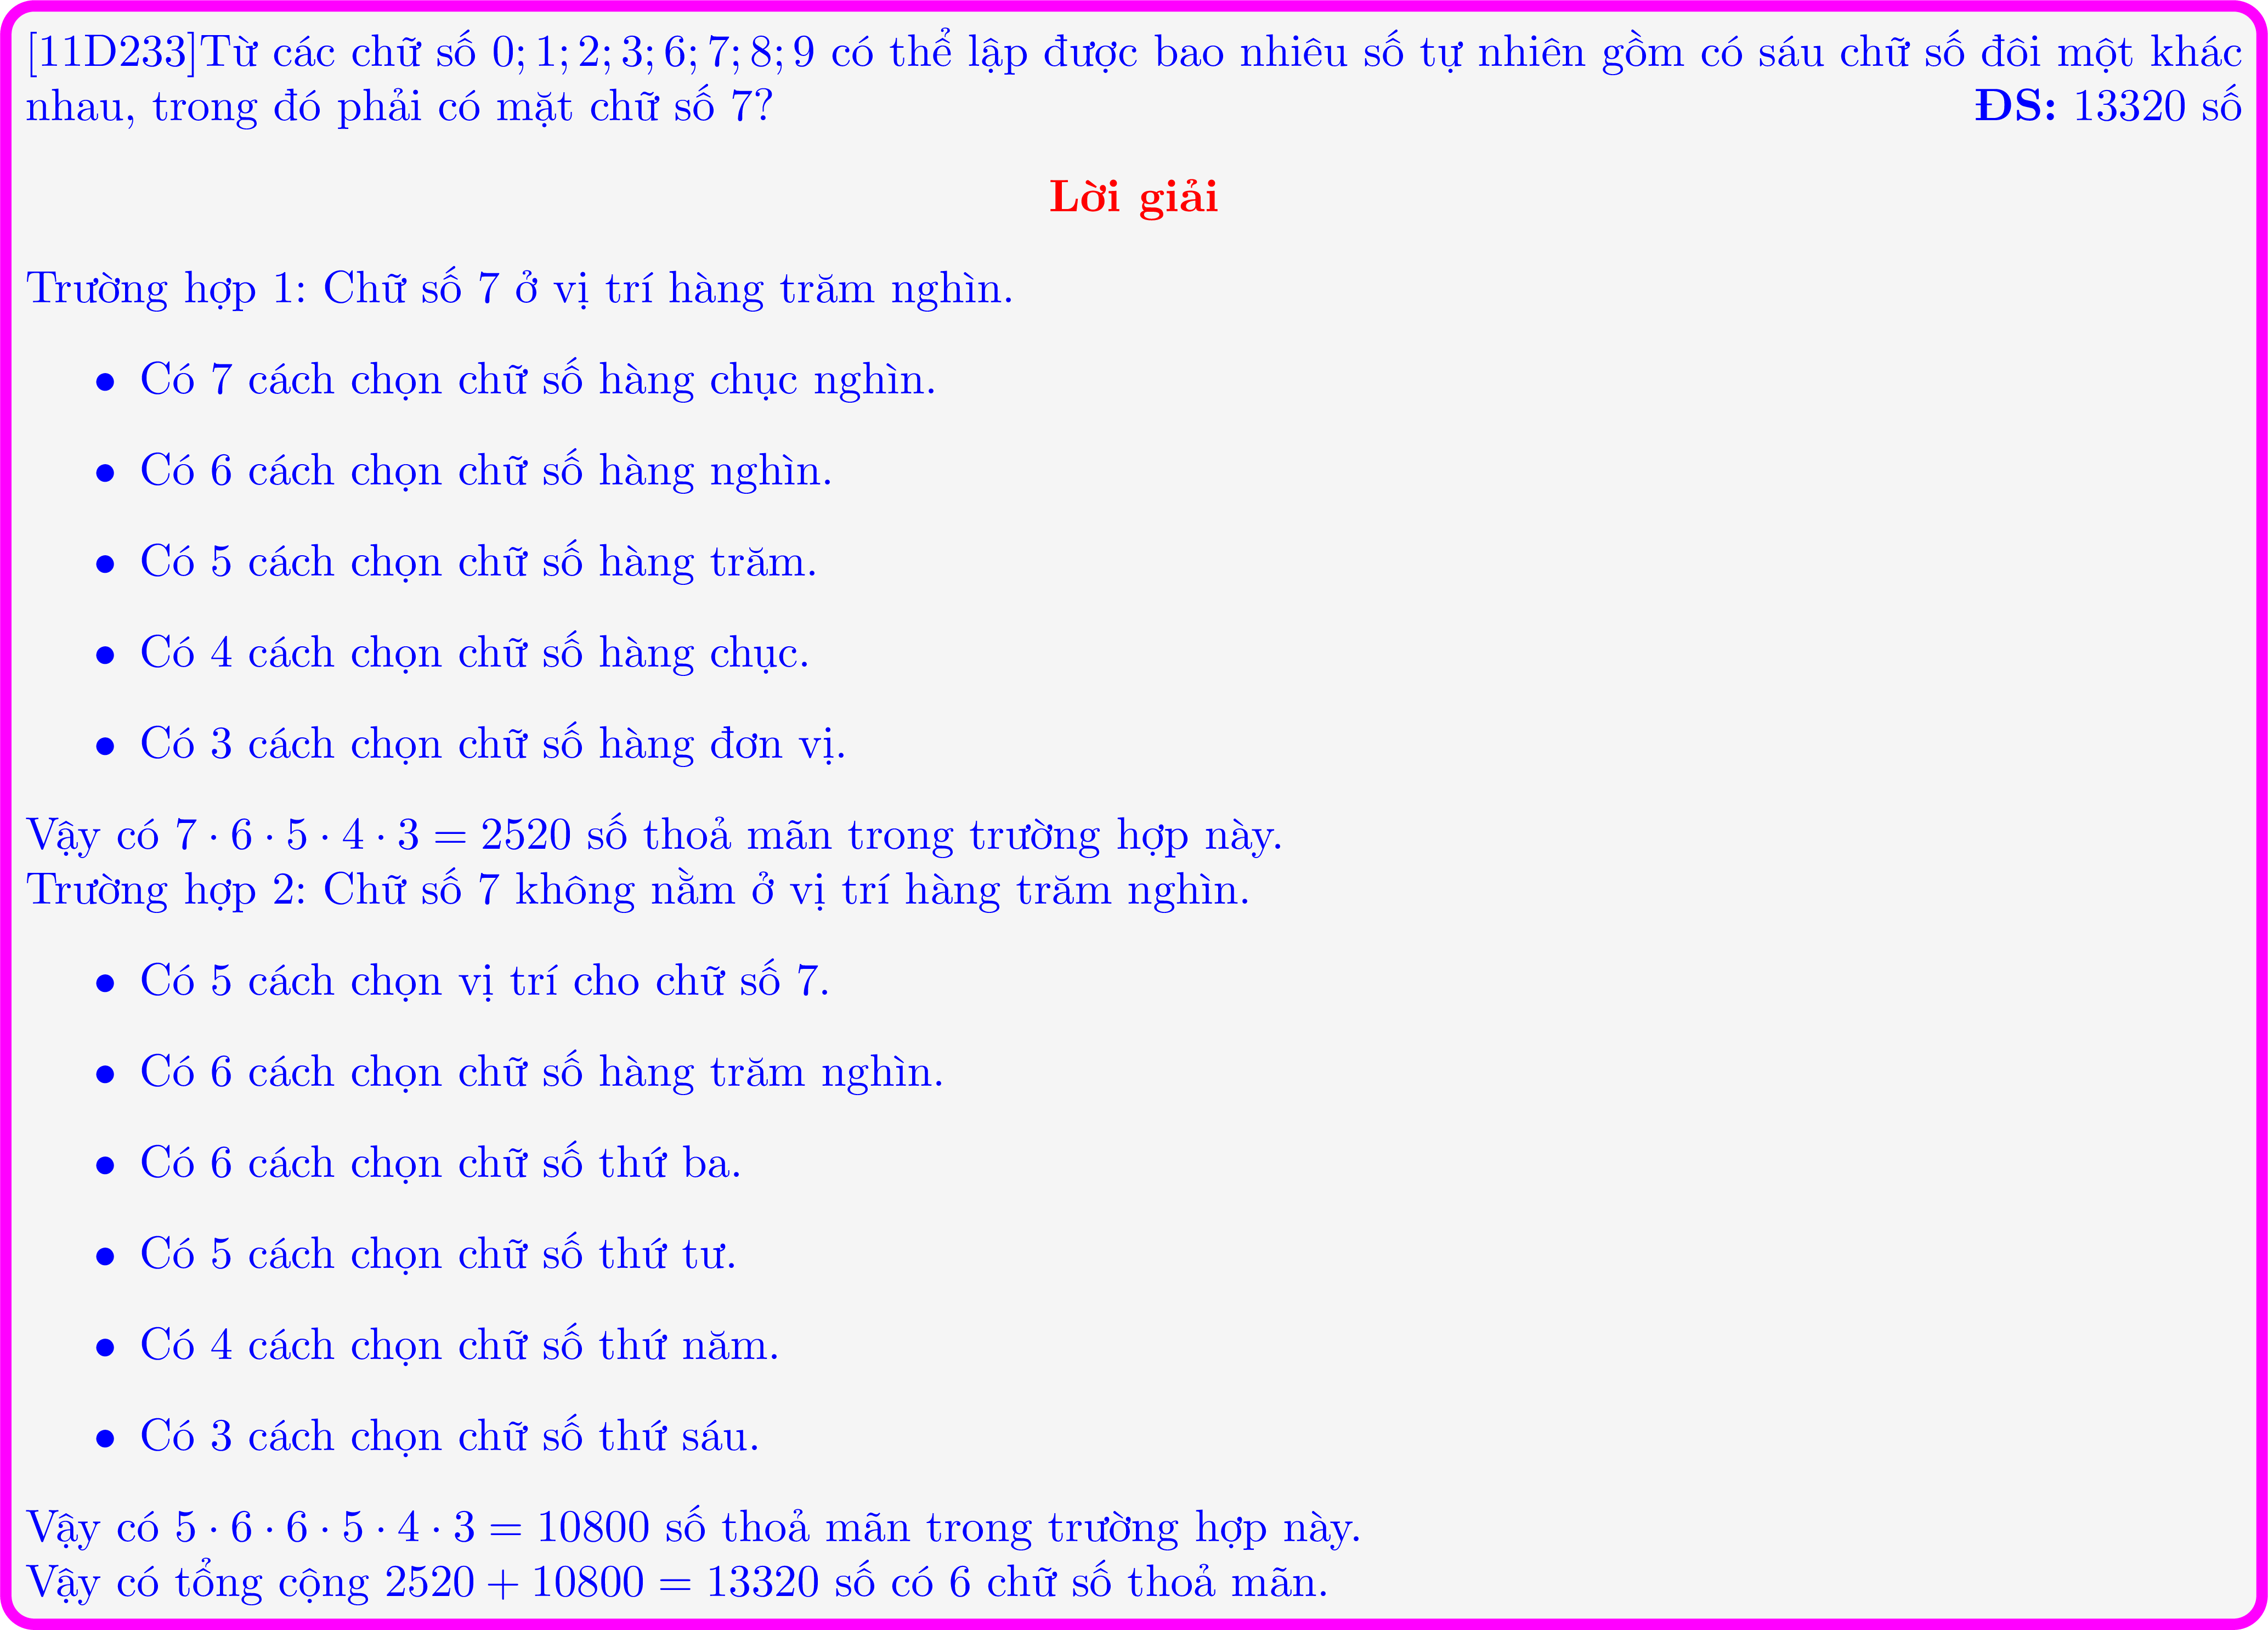 [11D233]Từ các chữ số 0; 1; 2; 3; 6; 7; 8; 9 có thể lập được bao nhiêu số tự nhiên gồm có sáu chữ số đôi một khác
nhau, trong đó phải có mặt chữ số 7? ĐS: 13320 số
Lời giải
Trường hợp 1: Chữ số 7 ở vị trí hàng trăm nghìn.
• Có 7 cách chọn chữ số hàng chục nghìn.
• Có 6 cách chọn chữ số hàng nghìn.
• Có 5 cách chọn chữ số hàng trăm.
• Có 4 cách chọn chữ số hàng chục.
• Có 3 cách chọn chữ số hàng đơn vị.
Vậy có 7 · 6 · 5 · 4 · 3 = 2520 số thoả mãn trong trường hợp này.
Trường hợp 2: Chữ số 7 không nằm ở vị trí hàng trăm nghìn.
• Có 5 cách chọn vị trí cho chữ số 7.
• Có 6 cách chọn chữ số hàng trăm nghìn.
• Có 6 cách chọn chữ số thứ ba.
• Có 5 cách chọn chữ số thứ tư.
• Có 4 cách chọn chữ số thứ năm.
• Có 3 cách chọn chữ số thứ sáu.
Vậy có 5 · 6 · 6 · 5 · 4 · 3 = 10800 số thoả mãn trong trường hợp này.
Vậy có tổng cộng 2520 + 10800 = 13320 số có 6 chữ số thoả mãn.